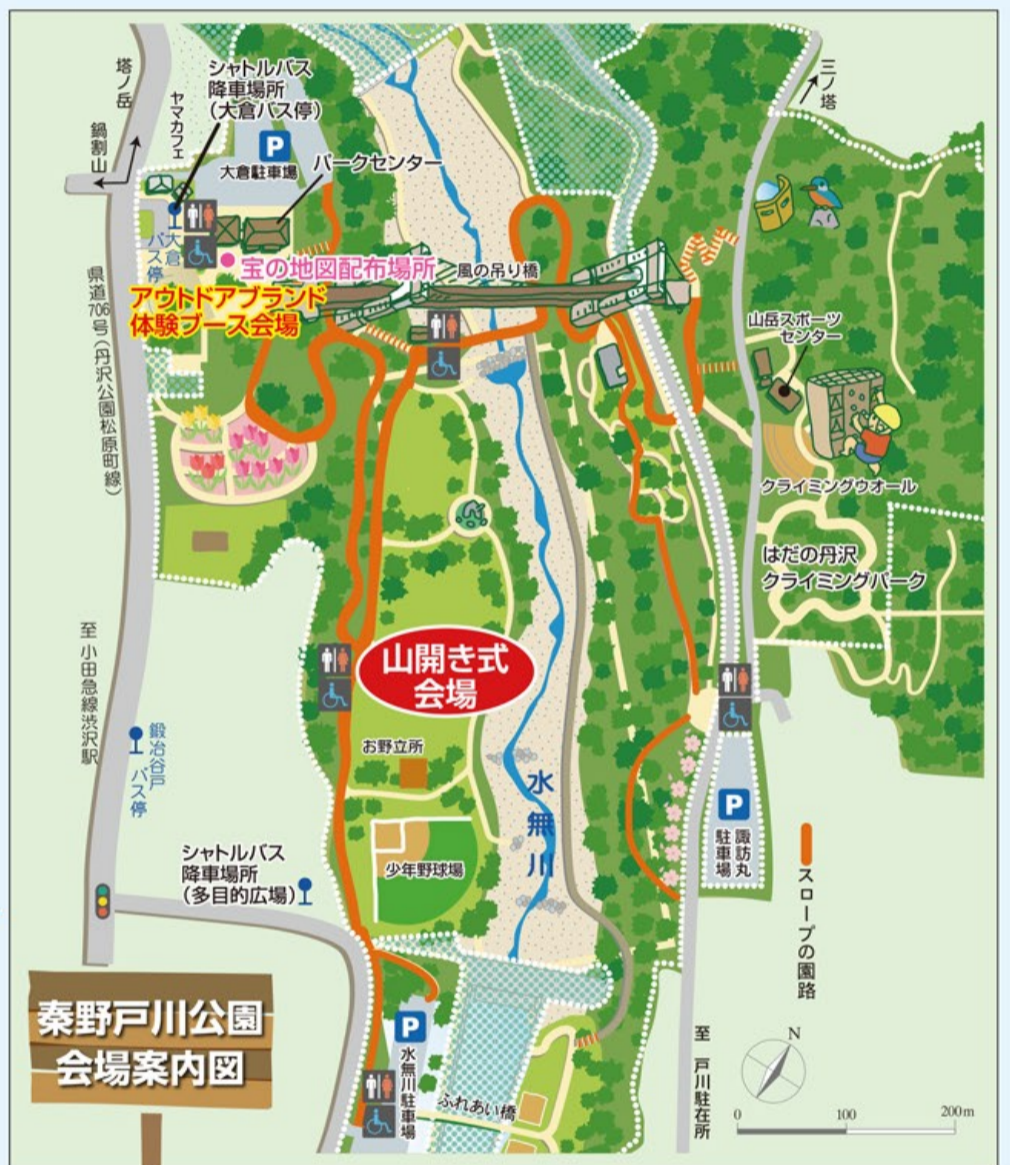 塔ノ岳
鍋割山
ヤマカフェ
シャトルバス
降車場所
(大倉バス停)
P
大倉駐車場
パークセンター
三ノ塔
大倉
バス停
宝の地図配布場所
風の吊り橋
アウトドアブランド
体験ブース会場
県道706号(丹沢公園松原町線)
山岳スポーツ
センター
クライミングウオール
はだの丹沢
クライミングパーク
山開き式
会場
至 小田急線渋沢駅
鍛冶谷戸
バス停
お野立所
水無川
P
諏訪丸
駐車場
シャトルバス
降車場所
(多目的広場)
少年野球場
スロープの園路
秦野戸川公園
会場案内図
P
水無川駐車場
ふれあい橋
至 戸川駐在所
N
0 100 200m